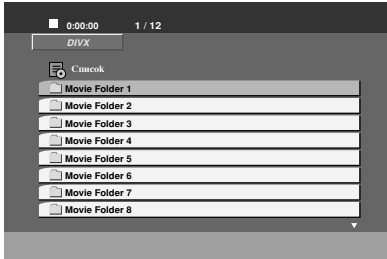 0:00:00 1 / 12
DIVX
Список
Movie Folder 1
Movie Folder 2
Movie Folder 3
Movie Folder 4
Movie Folder 5
Movie Folder 6
Movie Folder 7
Movie Folder 8